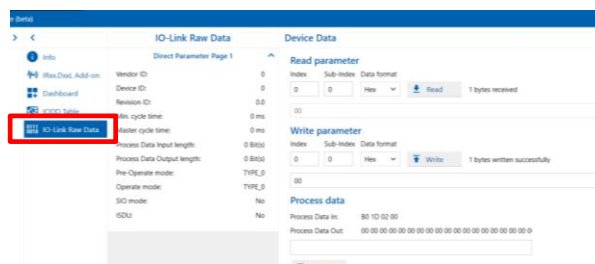 (beta)
IO-Link Raw Data
Device Data
Info
IRxx,DxxL Add-on
Dashboard
IODD Table
IO-Link Raw Data
Direct Parameter Page 1
Vendor ID: 0
Device ID: 0
Revision ID: 0.0
Min. cycle time: 0 ms
Master cycle time: 0 ms
Process Data Input length: 0 Bit(s)
Process Data Output length: 0 Bit(s)
Pre-Operate mode: TYPE_0
Operate mode: TYPE_0
SIO mode: No
ISDU: No
Read parameter
Index Sub-Index Data format
0 0 Hex Read 1 bytes received
00
Write parameter
Index Sub-Index Data format
0 0 Hex Write 1 bytes written successfully
00
Process data
Process Data In: B0 1D 02 00
Process Data Out: 00 00 00 00 00 00 00 00 00 00 00 00 00 00 00 00 00